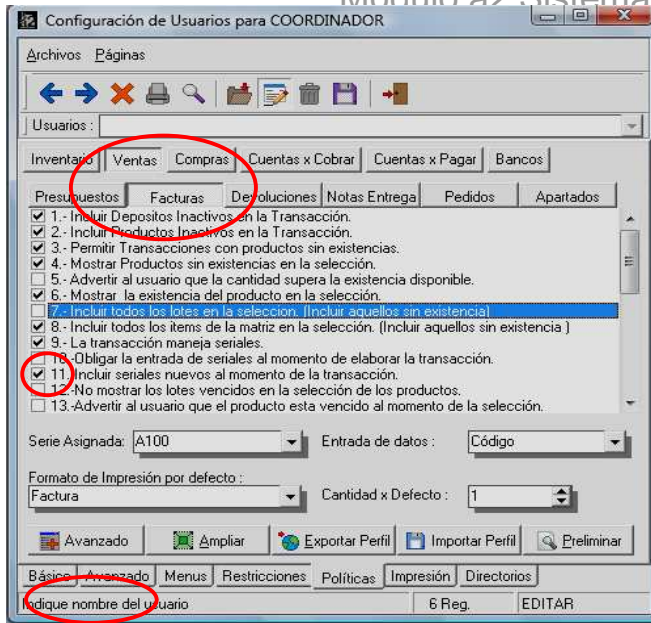 Modulo a2 Sistema
Configuración de Usuarios para COORDINADOR
Archivos Páginas
Usuarios :
Inventario Ventas Compras Cuentas x Cobrar Cuentas x Pagar Bancos
Presupuestos Facturas Devoluciones Notas Entrega Pedidos Apartados
1.- Incluir Depositos Inactivos en la Transacción.
2.- Incluir Productos Inactivos en la Transacción.
3.- Permitir Transacciones con productos sin existencias.
4.- Mostrar Productos sin existencias en la selección.
5.- Advertir al usuario que la cantidad supera la existencia disponible.
6.- Mostrar la existencia del producto en la selección.
7.- Incluir todos los lotes en la seleccion. (Incluir aquellos sin existencia)
8.- Incluir todos los items de la matriz en la selección. (Incluir aquellos sin existencia )
9.- La transacción maneja seriales.
10.-Obligar la entrada de seriales al momento de elaborar la transacción.
11. Incluir seriales nuevos al momento de la transacción.
12.-No mostrar los lotes vencidos en la selección de los productos.
13.-Advertir al usuario que el producto esta vencido al momento de la selección.
Serie Asignada: A100 Entrada de datos : Código
Formato de Impresión por defecto :
Factura Cantidad x Defecto : 1
Avanzado Ampliar Exportar Perfil Importar Perfil Preliminar
Básico Avanzado Menus Restricciones Políticas Impresión Directorios
Indique nombre del usuario 6 Reg. EDITAR